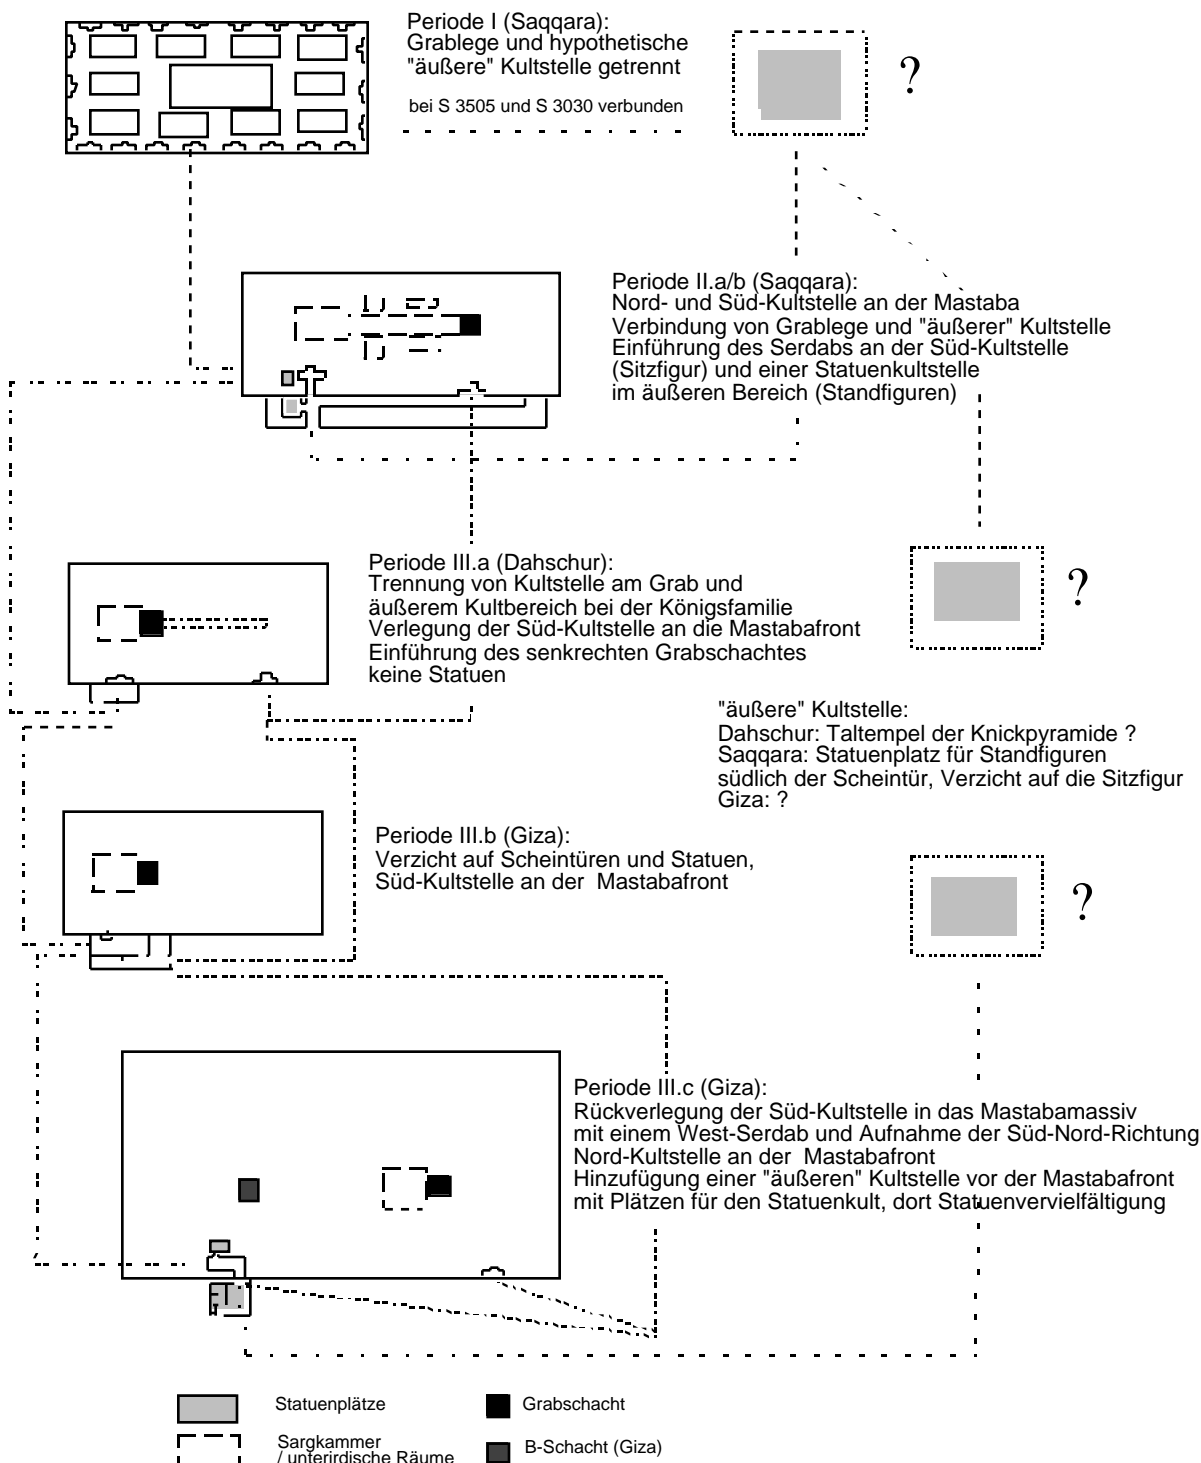 Periode I (Saqqara):
Grablege und hypothetische
"äußere" Kultstelle getrennt
bei S 3505 und S 3030 verbunden
?
Periode II.a/b (Saqqara):
Nord- und Süd-Kultstelle an der Mastaba
Verbindung von Grablege und "äußerer" Kultstelle
Einführung des Serdabs an der Süd-Kultstelle
(Sitzfigur) und einer Statuenkultstelle
im äußeren Bereich (Standfiguren)
Periode III.a (Dahschur):
Trennung von Kultstelle am Grab und
äußerem Kultbereich bei der Königsfamilie
Verlegung der Süd-Kultstelle an die Mastabafront
Einführung des senkrechten Grabschachtes
keine Statuen
?
"äußere" Kultstelle:
Dahschur: Taltempel der Knickpyramide ?
Saqqara: Statuenplatz für Standfiguren
südlich der Scheintür, Verzicht auf die Sitzfigur
Giza: ?
Periode III.b (Giza):
Verzicht auf Scheintüren und Statuen,
Süd-Kultstelle an der Mastabafront
?
Periode III.c (Giza):
Rückverlegung der Süd-Kultstelle in das Mastabamassiv
mit einem West-Serdab und Aufnahme der Süd-Nord-Richtung
Nord-Kultstelle an der Mastabafront
Hinzufügung einer "äußeren" Kultstelle vor der Mastabafront
mit Plätzen für den Statuenkult, dort Statuenvervielfältigung
Statuenplätze
Grabschacht
Sargkammer
/ unterirdische Räume
B-Schacht (Giza)